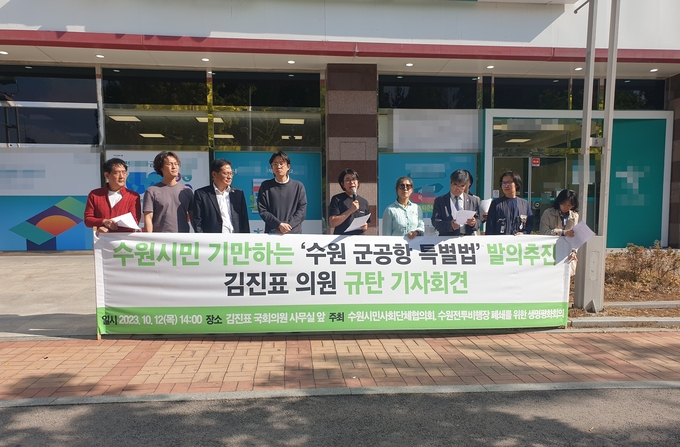 수원시민 기만하는 '수원 군공항 특별법' 발의추진
김진표 의원 규탄 기자회견
일시 2023. 10. 12(목) 14:00 장소 김진표 국회의원 사무실 앞 주최 수원시민사회단체협의회, 수원전투비행장 폐쇄를 위한 생명평화회의